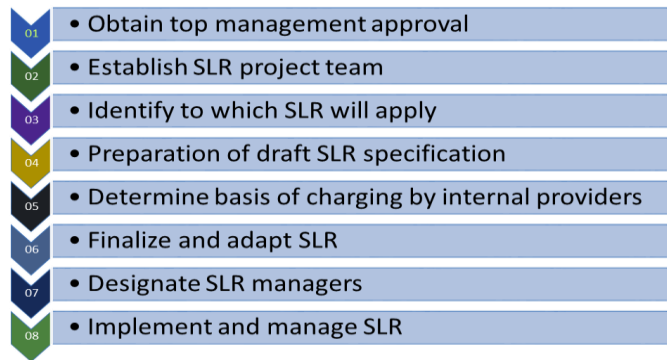 01 • Obtain top management approval
02 • Establish SLR project team
03 • Identify to which SLR will apply
04 • Preparation of draft SLR specification
05 • Determine basis of charging by internal providers
06 • Finalize and adapt SLR
07 • Designate SLR managers
08 • Implement and manage SLR